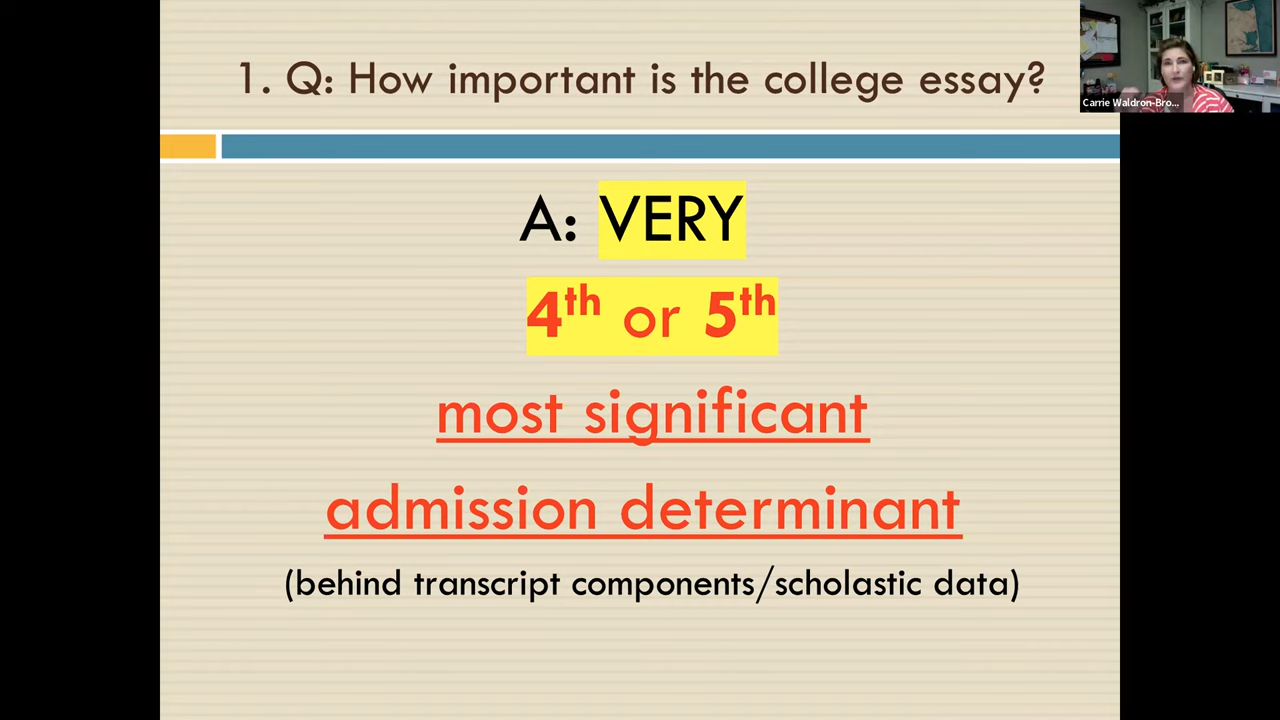 1. Q: How important is the college essay?
Carrie Waldron-Bro...
A: VERY
4th or 5th
most significant
admission determinant
(behind transcript components/scholastic data)